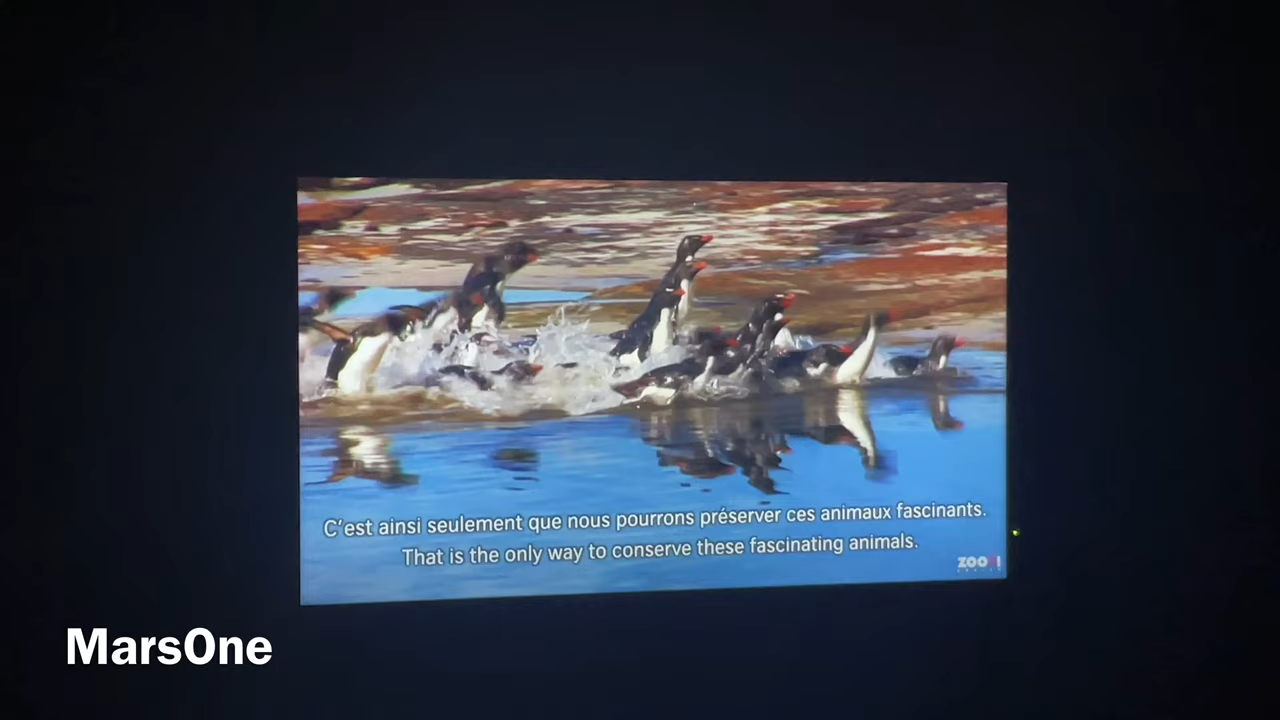 C'est ainsi seulement que nous pourrons préserver ces animaux fascinants.
That is the only way to conserve these fascinating animals.
MarsOne